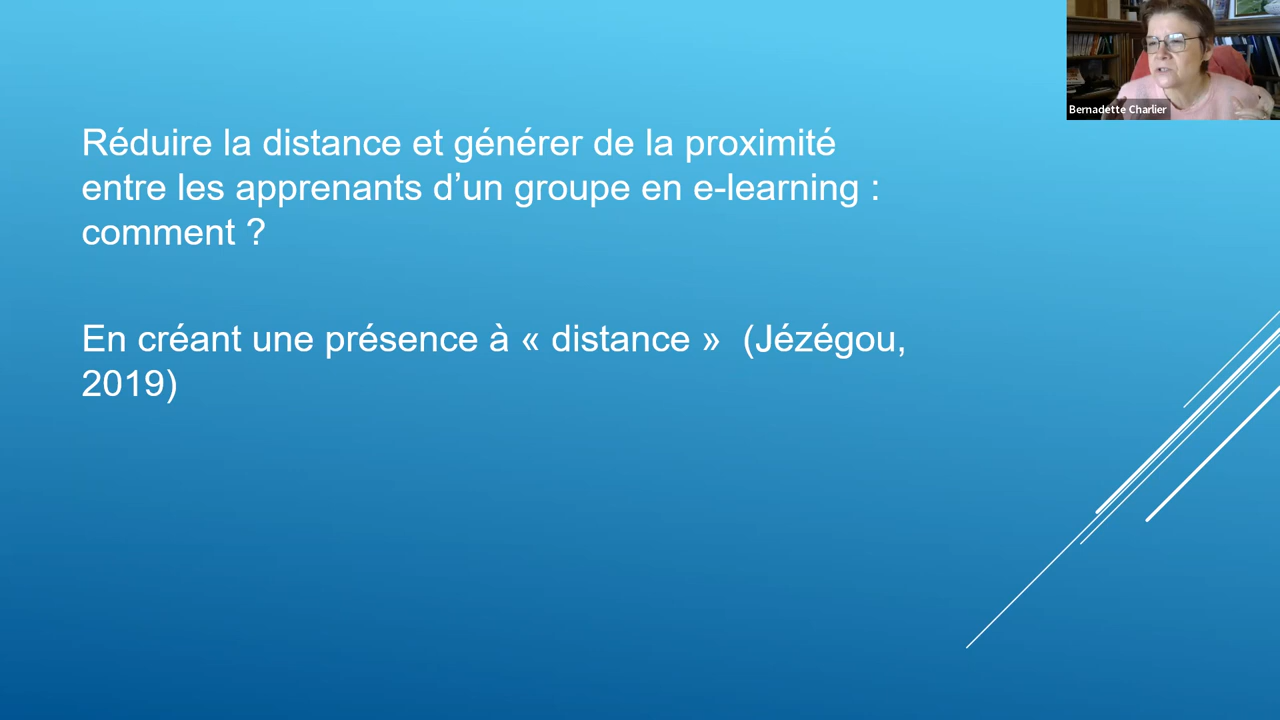 Réduire la distance et générer de la proximité
entre les apprenants d’un groupe en e-learning :
comment ?
En créant une présence à « distance »  (Jézégou,
2019)
Bernadette Charlier